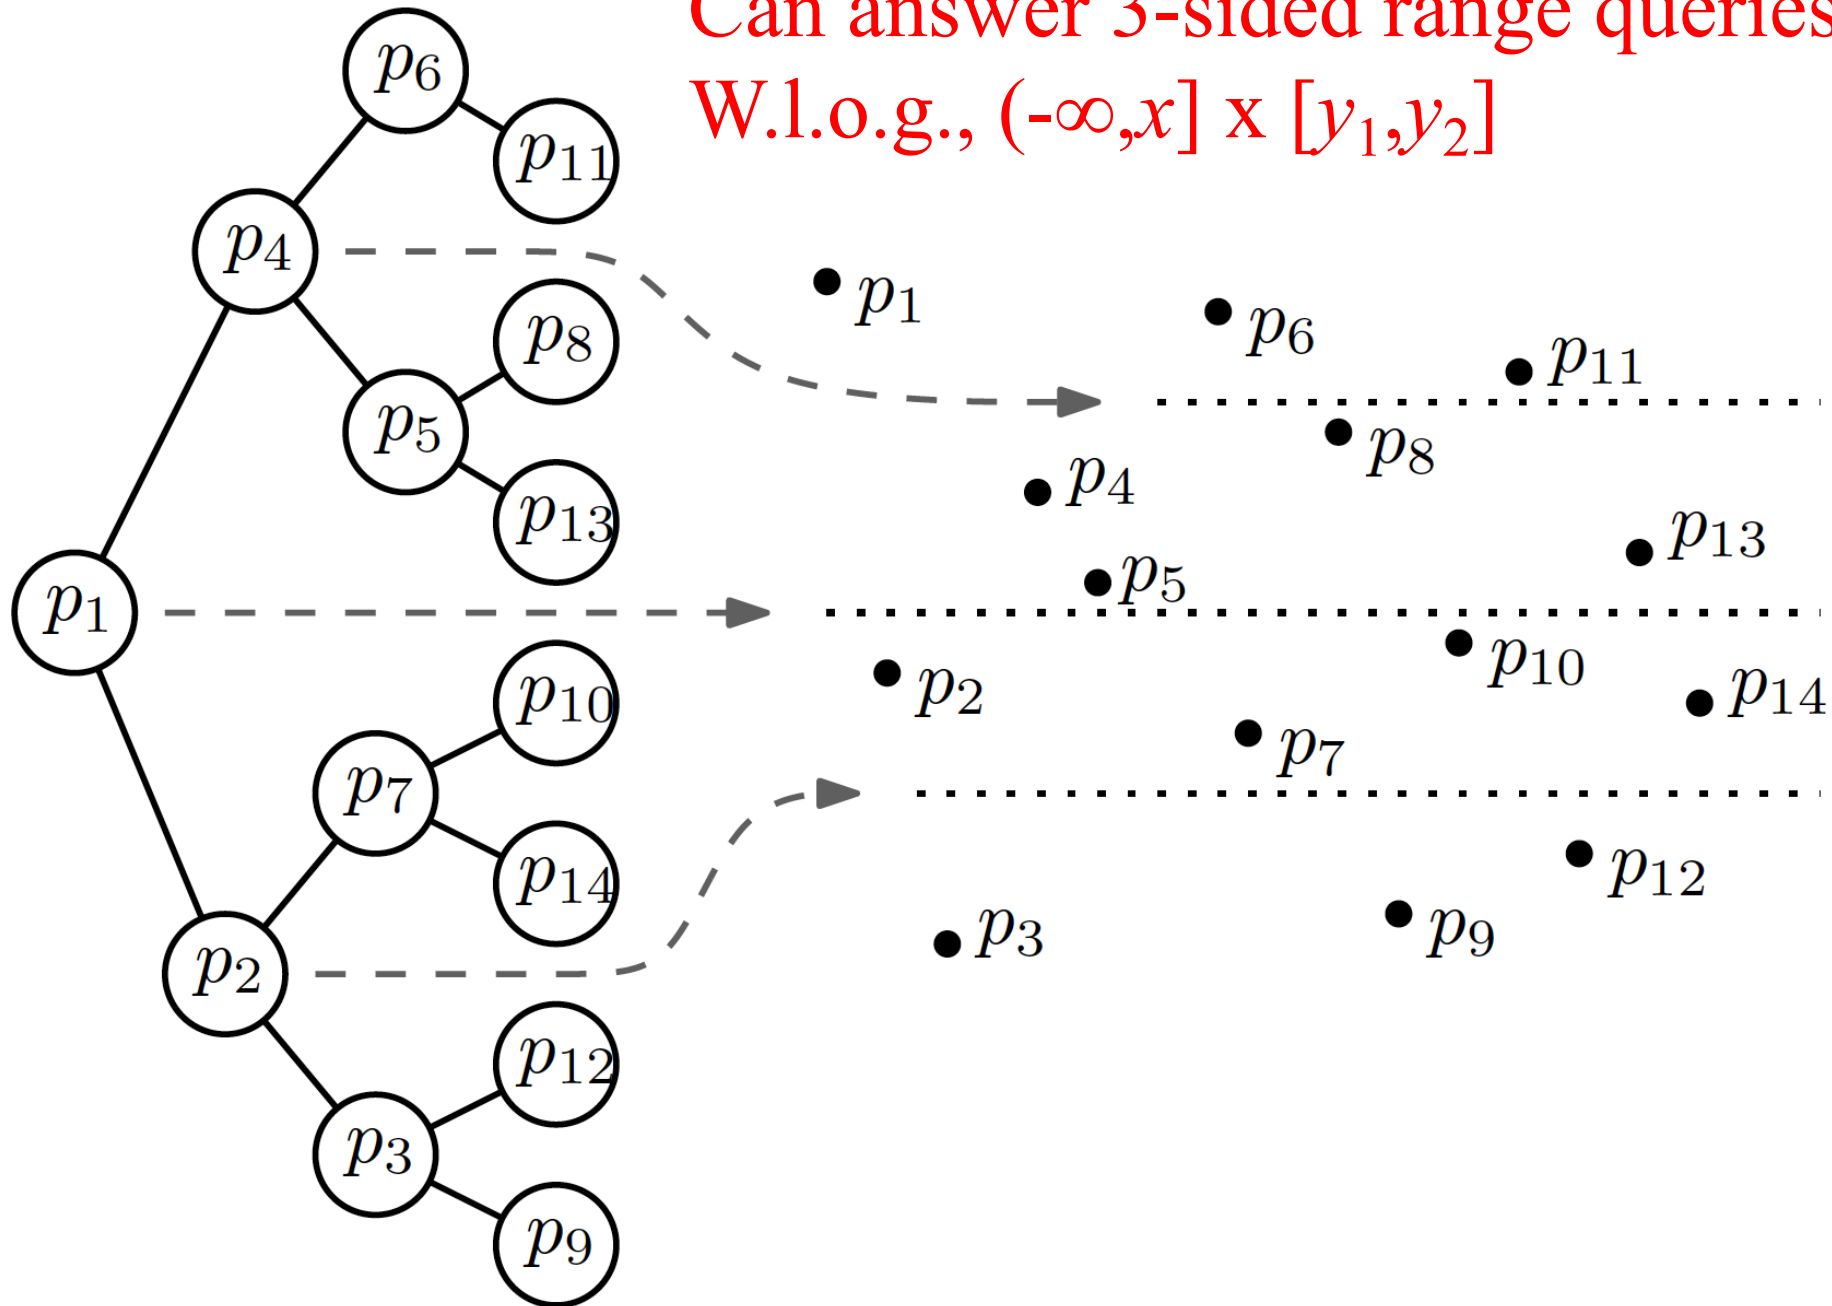 Can answer 3-sided range queries
W.l.o.g., (-∞,x] x [y₁,y₂]
p₆
p₁₁
p₄
p₈
p₅
p₁₃
p₁
p₁₀
p₇
p₁₄
p₂
p₁₂
p₃
p₉
p₁
p₆
p₁₁
p₈
p₄
p₁₃
p₅
p₁₀
p₂
p₁₄
p₇
p₁₂
p₃
p₉